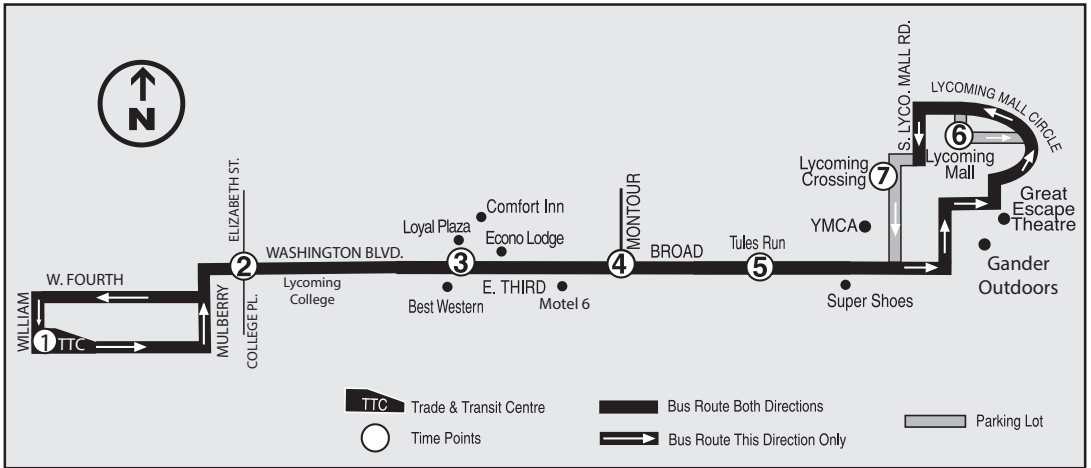 N
S. LYCO. MALL RD.
LYCOMING MALL CIRCLE
6
Lycoming
Mall
Lycoming
Crossing
7
Great
Escape
Theatre
YMCA
Gander
Outdoors
MONTOUR
Comfort Inn
Loyal Plaza
Econo Lodge
ELIZABETH ST.
2
WASHINGTON BLVD.
3
4
BROAD
Tules Run
5
Lycoming
College
E. THIRD
Best Western
Motel 6
Super Shoes
W. FOURTH
WILLIAM
1
TTC
MULBERRY
COLLEGE PL.
TTC
Trade & Transit Centre
Time Points
Bus Route Both Directions
Bus Route This Direction Only
Parking Lot